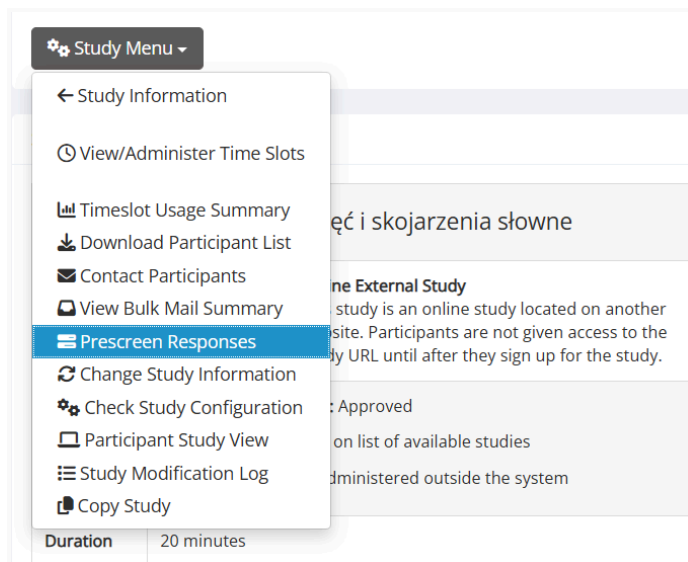 Study Menu
Study Information
View/Administer Time Slots
Timeslot Usage Summary
Download Participant List
Contact Participants
View Bulk Mail Summary
Prescreen Responses
Change Study Information
Check Study Configuration
Participant Study View
Study Modification Log
Copy Study
ęć i skojarzenia słowne
ne External Study
study is an online study located on another
site. Participants are not given access to the
dy URL until after they sign up for the study.
: Approved
on list of available studies
dministered outside the system
Duration 20 minutes